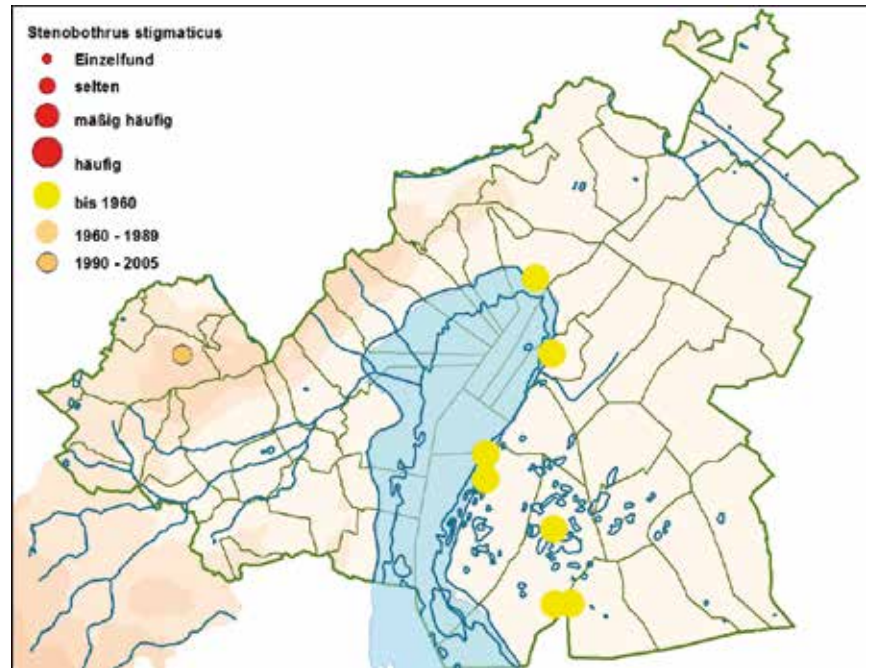 Stenobothrus stigmaticus
Einzelfund
selten
mäßig häufig
häufig
bis 1960
1960 - 1989
1990 - 2005